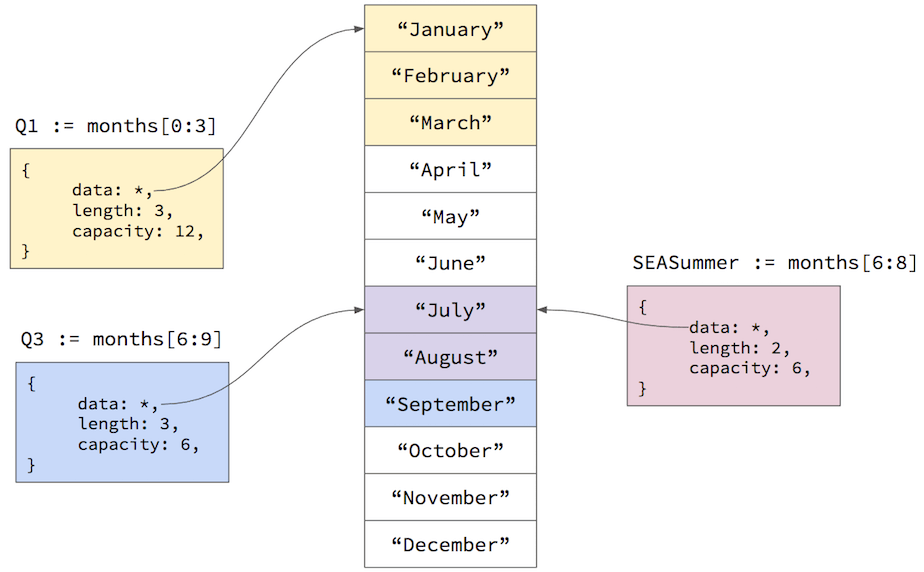 Q1 := months[0:3]
{
data: *,
length: 3,
capacity: 12,
}
Q3 := months[6:9]
{
data: *,
length: 3,
capacity: 6,
}
“January”
“February”
“March”
“April”
“May”
“June”
“July”
“August”
“September”
“October”
“November”
“December”
SEASummer := months[6:8]
{
data: *,
length: 2,
capacity: 6,
}